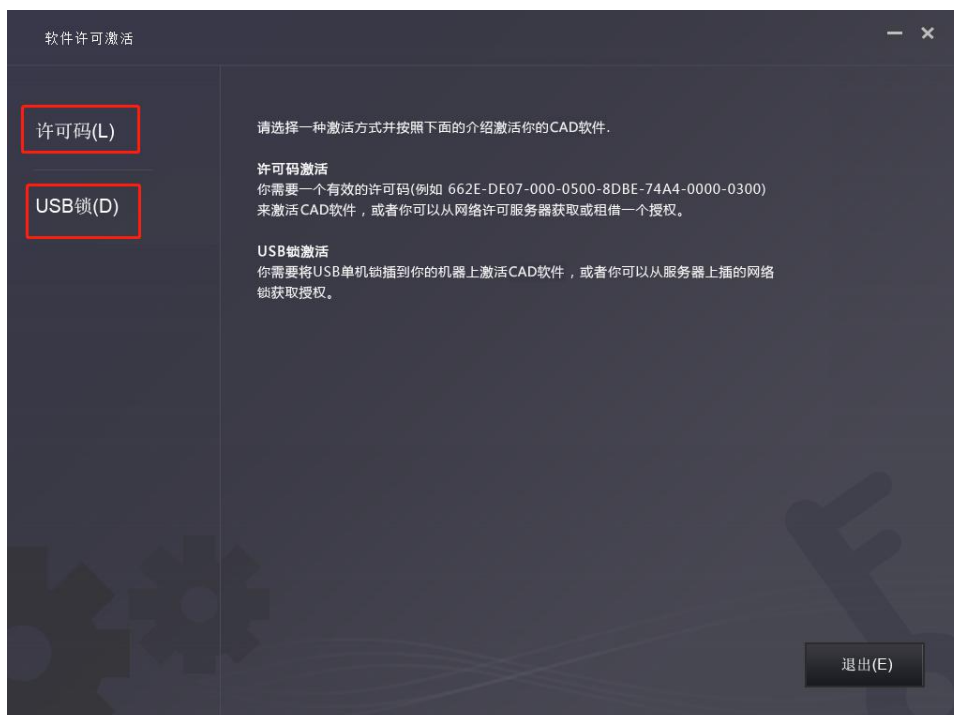 软件许可激活
许可码(L)
USB锁(D)
请选择一种激活方式并按照下面的介绍激活你的CAD软件.
许可码激活
你需要一个有效的许可码(例如 662E-DE07-000-0500-8DBE-74A4-0000-0300)
来激活CAD软件，或者你可以从网络许可服务器获取或租借一个授权。
USB锁激活
你需要将USB单机锁插到你的机器上激活CAD软件，或者你可以从服务器上插的网络
锁获取授权。
退出(E)